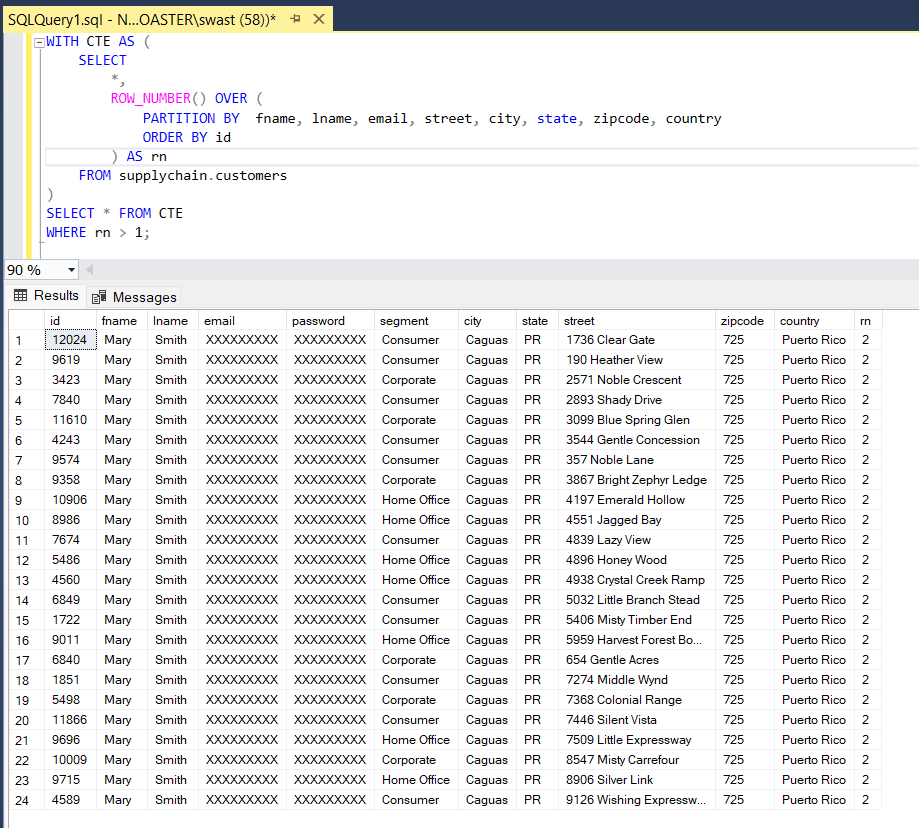 SQLQuery1.sql - N...OASTER\swast (58))*
WITH CTE AS (
SELECT
*,
ROW_NUMBER() OVER (
PARTITION BY  fname, lname, email, street, city, state, zipcode, country
ORDER BY id
) AS rn
FROM supplychain.customers
)
SELECT * FROM CTE
WHERE rn > 1;
90 %
Results Messages
id fname lname email password segment city state street zipcode country rn
1 12024 Mary Smith XXXXXXXXX XXXXXXXXX Consumer Caguas PR 1736 Clear Gate 725 Puerto Rico 2
2 9619 Mary Smith XXXXXXXXX XXXXXXXXX Consumer Caguas PR 190 Heather View 725 Puerto Rico 2
3 3423 Mary Smith XXXXXXXXX XXXXXXXXX Corporate Caguas PR 2571 Noble Crescent 725 Puerto Rico 2
4 7840 Mary Smith XXXXXXXXX XXXXXXXXX Consumer Caguas PR 2893 Shady Drive 725 Puerto Rico 2
5 11610 Mary Smith XXXXXXXXX XXXXXXXXX Corporate Caguas PR 3099 Blue Spring Glen 725 Puerto Rico 2
6 4243 Mary Smith XXXXXXXXX XXXXXXXXX Consumer Caguas PR 3544 Gentle Concession 725 Puerto Rico 2
7 9574 Mary Smith XXXXXXXXX XXXXXXXXX Consumer Caguas PR 357 Noble Lane 725 Puerto Rico 2
8 9358 Mary Smith XXXXXXXXX XXXXXXXXX Corporate Caguas PR 3867 Bright Zephyr Ledge 725 Puerto Rico 2
9 10906 Mary Smith XXXXXXXXX XXXXXXXXX Home Office Caguas PR 4197 Emerald Hollow 725 Puerto Rico 2
10 8986 Mary Smith XXXXXXXXX XXXXXXXXX Home Office Caguas PR 4551 Jagged Bay 725 Puerto Rico 2
11 7674 Mary Smith XXXXXXXXX XXXXXXXXX Consumer Caguas PR 4839 Lazy View 725 Puerto Rico 2
12 5486 Mary Smith XXXXXXXXX XXXXXXXXX Home Office Caguas PR 4896 Honey Wood 725 Puerto Rico 2
13 4560 Mary Smith XXXXXXXXX XXXXXXXXX Home Office Caguas PR 4938 Crystal Creek Ramp 725 Puerto Rico 2
14 6849 Mary Smith XXXXXXXXX XXXXXXXXX Consumer Caguas PR 5032 Little Branch Stead 725 Puerto Rico 2
15 1722 Mary Smith XXXXXXXXX XXXXXXXXX Consumer Caguas PR 5406 Misty Timber End 725 Puerto Rico 2
16 9011 Mary Smith XXXXXXXXX XXXXXXXXX Home Office Caguas PR 5959 Harvest Forest Bo... 725 Puerto Rico 2
17 6840 Mary Smith XXXXXXXXX XXXXXXXXX Corporate Caguas PR 654 Gentle Acres 725 Puerto Rico 2
18 1851 Mary Smith XXXXXXXXX XXXXXXXXX Consumer Caguas PR 7274 Middle Wynd 725 Puerto Rico 2
19 5498 Mary Smith XXXXXXXXX XXXXXXXXX Corporate Caguas PR 7368 Colonial Range 725 Puerto Rico 2
20 11866 Mary Smith XXXXXXXXX XXXXXXXXX Consumer Caguas PR 7446 Silent Vista 725 Puerto Rico 2
21 9696 Mary Smith XXXXXXXXX XXXXXXXXX Home Office Caguas PR 7509 Little Expressway 725 Puerto Rico 2
22 10009 Mary Smith XXXXXXXXX XXXXXXXXX Corporate Caguas PR 8547 Misty Carrefour 725 Puerto Rico 2
23 9715 Mary Smith XXXXXXXXX XXXXXXXXX Home Office Caguas PR 8906 Silver Link 725 Puerto Rico 2
24 4589 Mary Smith XXXXXXXXX XXXXXXXXX Consumer Caguas PR 9126 Wishing Expressw... 725 Puerto Rico 2